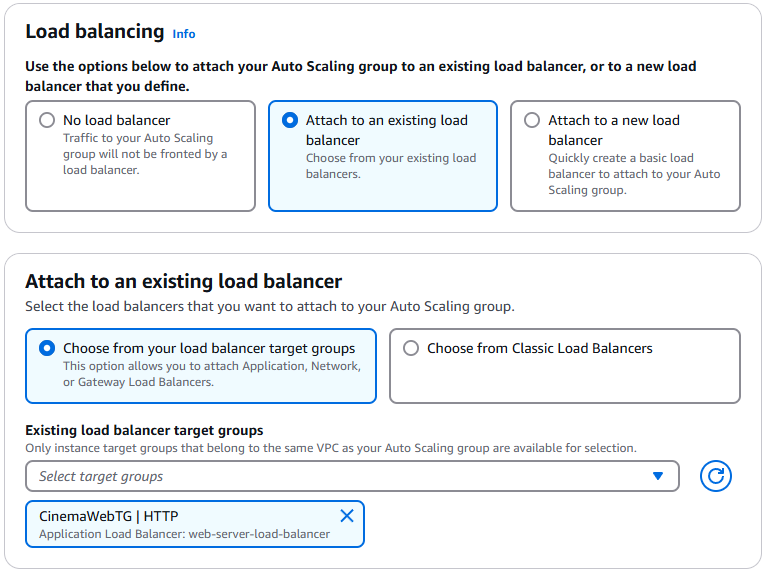 Load balancing Info
Use the options below to attach your Auto Scaling group to an existing load balancer, or to a new load
balancer that you define.
No load balancer
Traffic to your Auto Scaling
group will not be fronted by a
load balancer.
Attach to an existing load
balancer
Choose from your existing load
balancers.
Attach to a new load
balancer
Quickly create a basic load
balancer to attach to your Auto
Scaling group.
Attach to an existing load balancer
Select the load balancers that you want to attach to your Auto Scaling group.
Choose from your load balancer target groups
This option allows you to attach Application, Network,
or Gateway Load Balancers.
Choose from Classic Load Balancers
Existing load balancer target groups
Only instance target groups that belong to the same VPC as your Auto Scaling group are available for selection.
Select target groups
CinemaWebTG | HTTP
Application Load Balancer: web-server-load-balancer